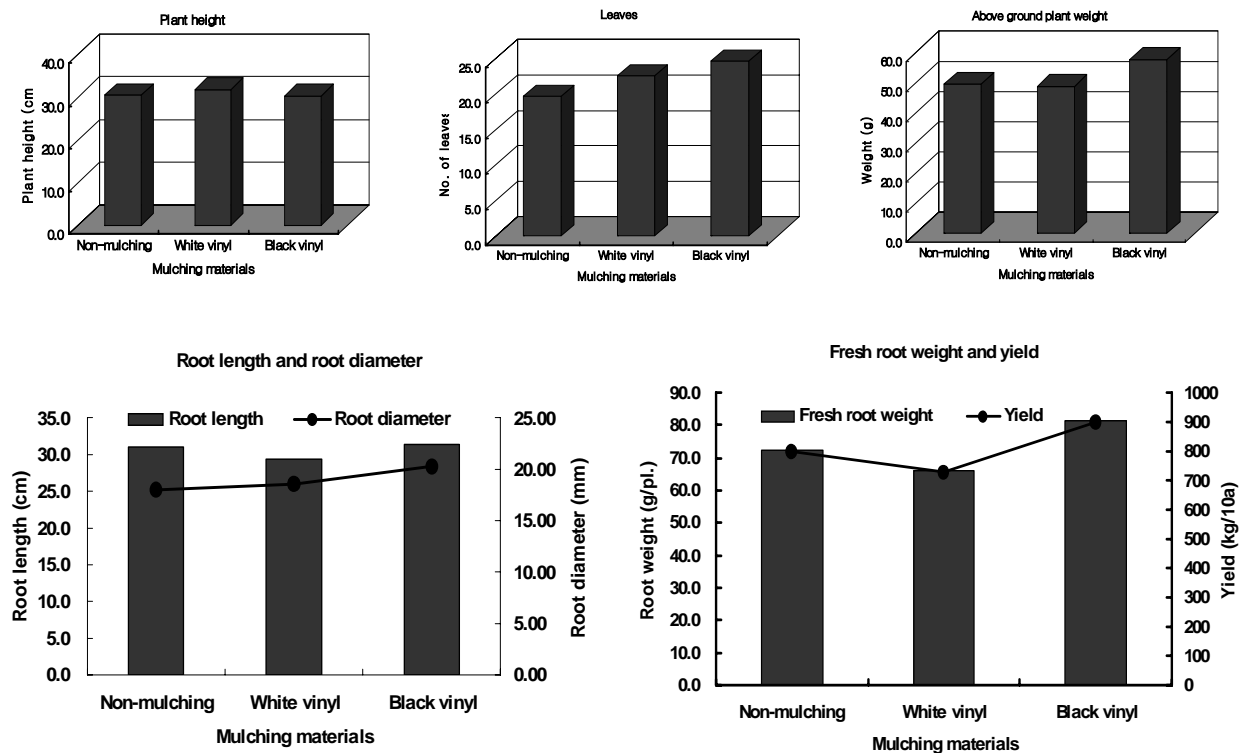 Plant height
40.0
30.0
20.0
10.0
0.0
Plant height (cm
Non-mulching White vinyl Black vinyl
Mulching materials
Leaves
25.0
20.0
15.0
10.0
5.0
0.0
No. of leaves
Non-mulching White vinyl Black vinyl
Mulching materials
Above ground plant weight
60.0
50.0
40.0
30.0
20.0
10.0
0.0
Weight (g)
Non-mulching White vinyl Black vinyl
Mulching materials
Root length and root diameter
Root length Root diameter
35.0
30.0
25.0
20.0
15.0
10.0
5.0
0.0
Root length (cm)
25.00
20.00
15.00
10.00
5.00
0.00
Root diameter (mm)
Non-mulching White vinyl Black vinyl
Mulching materials
Fresh root weight and yield
Fresh root weight Yield
90.0
80.0
70.0
60.0
50.0
40.0
30.0
20.0
10.0
0.0
Root weight (g/pl.)
1000
900
800
700
600
500
400
300
200
100
0
Yield (kg/10a)
Non-mulching White vinyl Black vinyl
Mulching materials